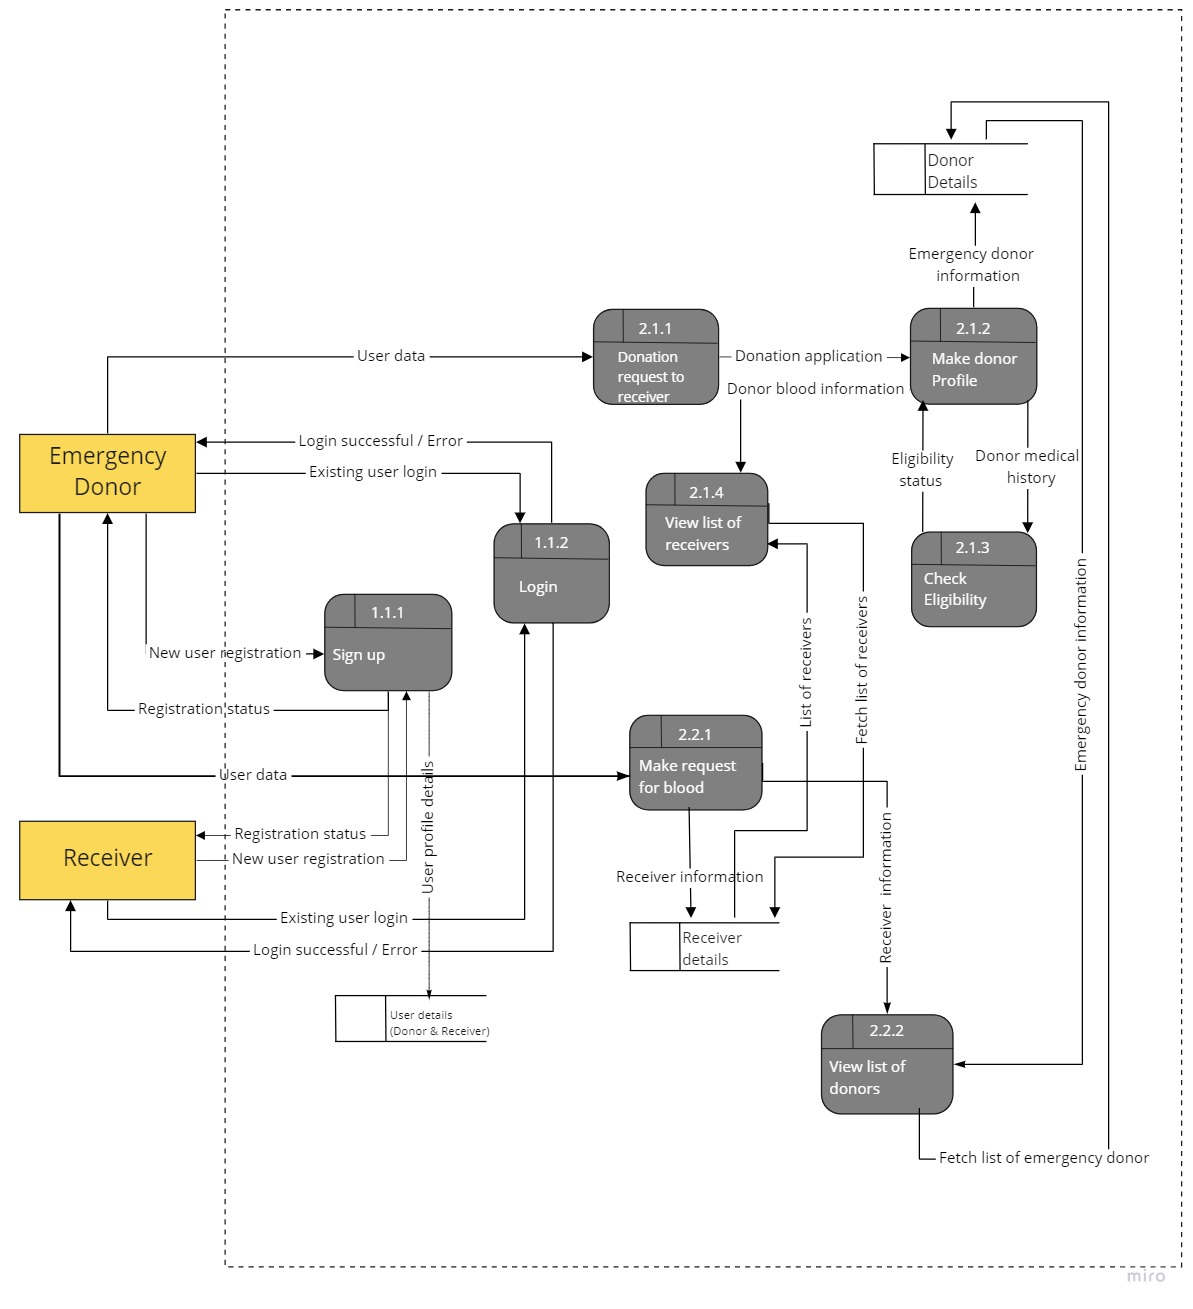 Donor
Details
Emergency donor
information
2.1.1
Donation
request to
receiver
2.1.2
Make donor
Profile
User data
Donation application
Donor blood information
Login successful / Error
Existing user login
Emergency
Donor
Eligibility
status
Donor medical
history
2.1.4
View list of
receivers
1.1.2
Login
2.1.3
Check
Eligibility
1.1.1
Sign up
New user registration
Registration status
List of receivers
Fetch list of receivers
Emergency donor information
2.2.1
Make request
for blood
User data
User profile details
Receiver
Registration status
New user registration
Receiver information
Receiver information
Existing user login
Login successful / Error
Receiver
details
User details
(Donor & Receiver)
2.2.2
View list of
donors
Fetch list of emergency donor
miro